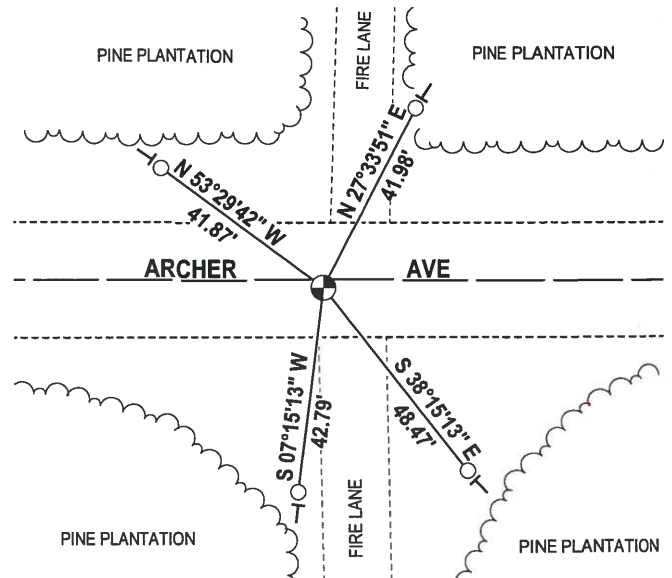 PINE PLANTATION
FIRE LANE
PINE PLANTATION
N 27°33'51" E
41.98'
N 53°29'42" W
41.87'
ARCHER AVE
S 07°15'13" W
42.79'
S 38°15'13" E
48.47'
PINE PLANTATION
FIRE LANE
PINE PLANTATION